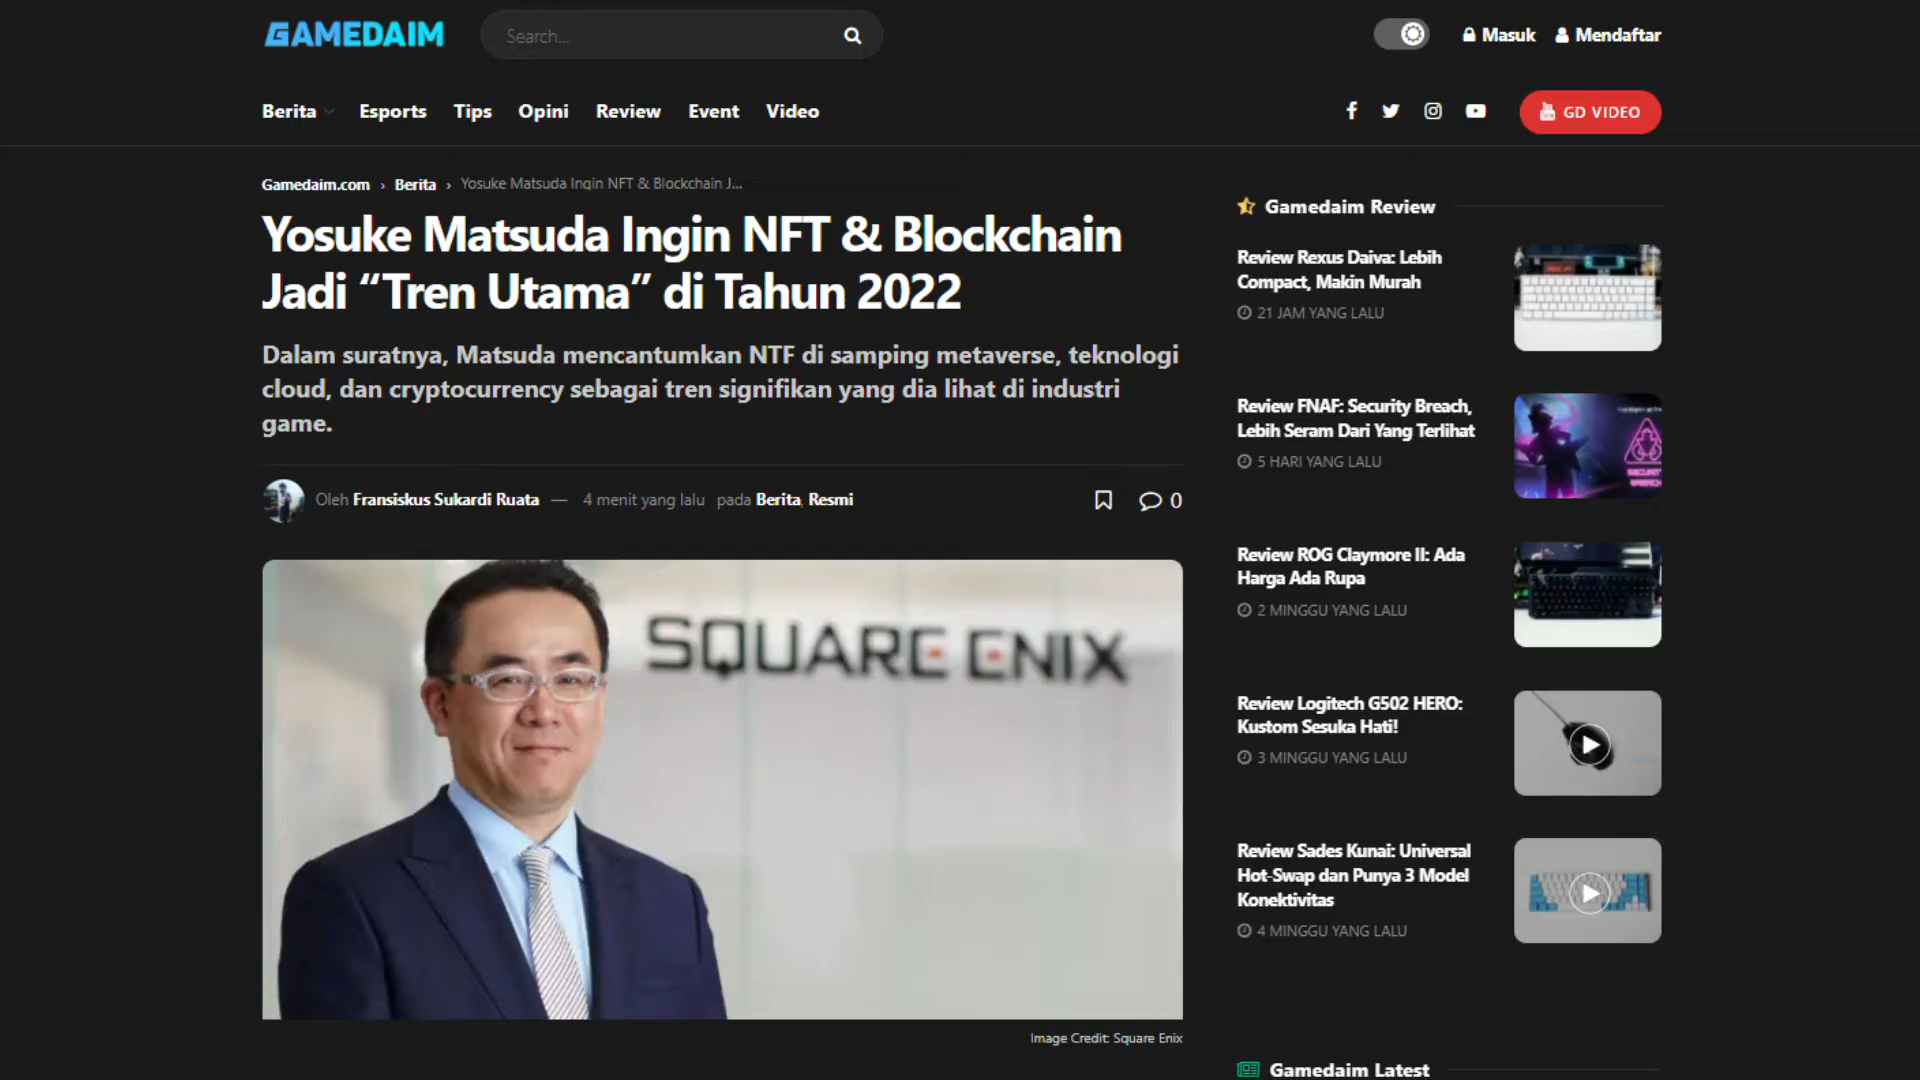 GAMEDAIM
Search...
Masuk
Mendaftar
Berita
Esports
Tips
Opini
Review
Event
Video
GD VIDEO
Gamedaim.com › Berita › Yosuke Matsuda Ingin NFT & Blockchain J...
Yosuke Matsuda Ingin NFT & Blockchain
Jadi “Tren Utama” di Tahun 2022
Dalam suratnya, Matsuda mencantumkan NTF di samping metaverse, teknologi
cloud, dan cryptocurrency sebagai tren signifikan yang dia lihat di industri
game.
Oleh Fransiskus Sukardi Ruata — 4 menit yang lalu pada Berita, Resmi
0
SQUARE ENIX
Image Credit: Square Enix
Gamedaim Review
Review Rexus Daiva: Lebih
Compact, Makin Murah
21 JAM YANG LALU
Review FNAF: Security Breach,
Lebih Seram Dari Yang Terlihat
5 HARI YANG LALU
SECURITY
BREACH
Review ROG Claymore II: Ada
Harga Ada Rupa
2 MINGGU YANG LALU
Review Logitech G502 HERO:
Kustom Sesuka Hati!
3 MINGGU YANG LALU
Review Sades Kunai: Universal
Hot-Swap dan Punya 3 Model
Konektivitas
4 MINGGU YANG LALU
Gamedaim Latest